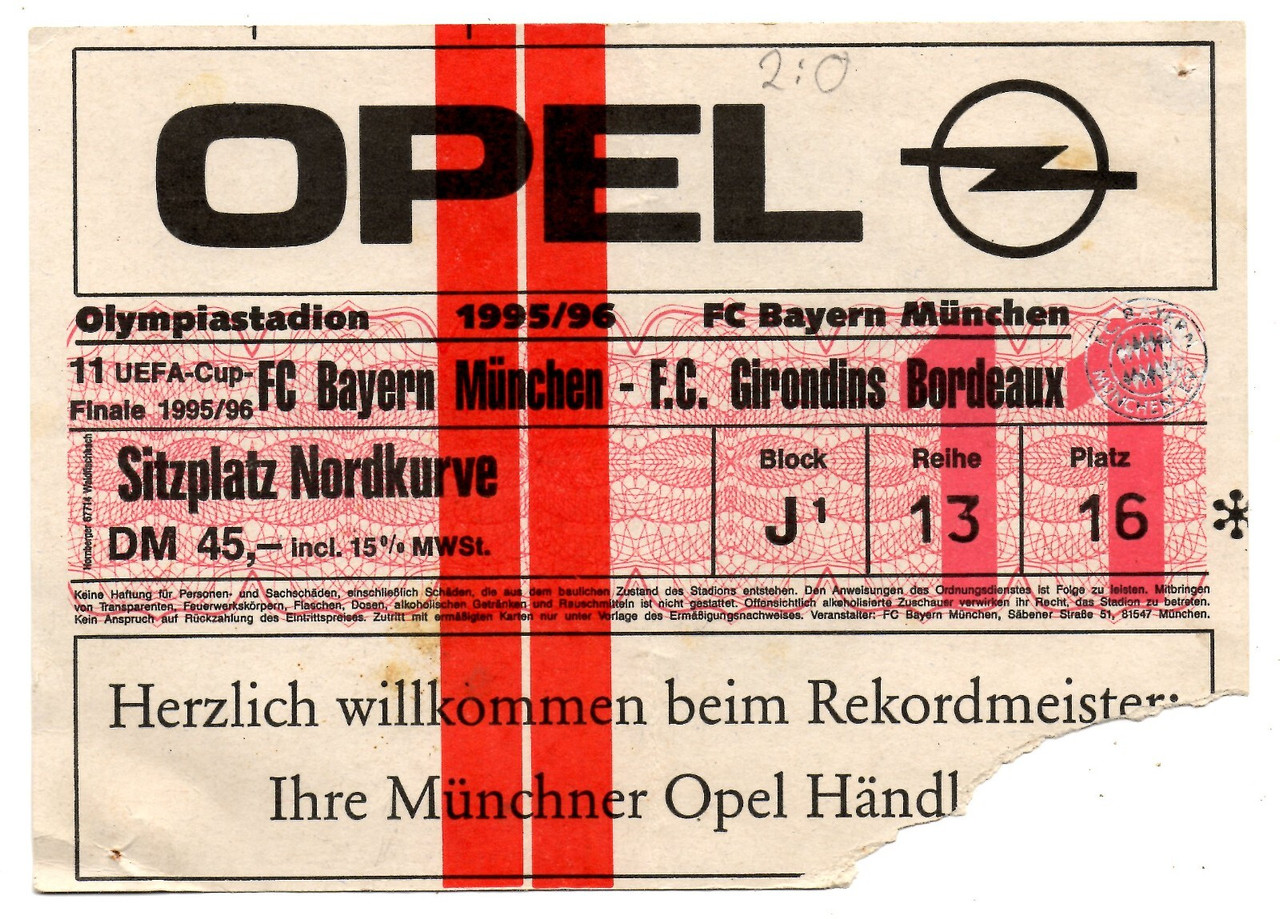 2:0
OPEL
Olympiastadion 1995/96 FC Bayern München
11 UEFA-Cup-
Finale 1995/96
FC Bayern München - F.C. Girondins Bordeaux
11
FC BAYERN MÜNCHEN E.V.
Sitzplatz Nordkurve
DM 45,— incl. 15% MWSt.
Block Reihe Platz
J¹ 13 16
*
Keine Haftung für Personen- und Sachschäden, einschließlich Schäden, die aus dem baulichen Zustand des Stadions entstehen. Den Anweisungen des Ordnungsdienstes ist Folge zu leisten. Mitbringen
von Transparenten, Feuerwerkskörpern, Flaschen, Dosen, alkoholischen Getränken und Rauschmitteln ist nicht gestattet. Offensichtlich alkoholisierte Zuschauer verwirken ihr Recht, das Stadion zu betreten.
Kein Anspruch auf Rückzahlung des Eintrittspreises. Zutritt mit ermäßigten Karten nur unter Vorlage des Ermäßigungsnachweises. Veranstalter: FC Bayern München, Säbener Straße 51, 81547 München.
Herzlich willkommen beim Rekordmeister:
Ihre Münchner Opel Händl